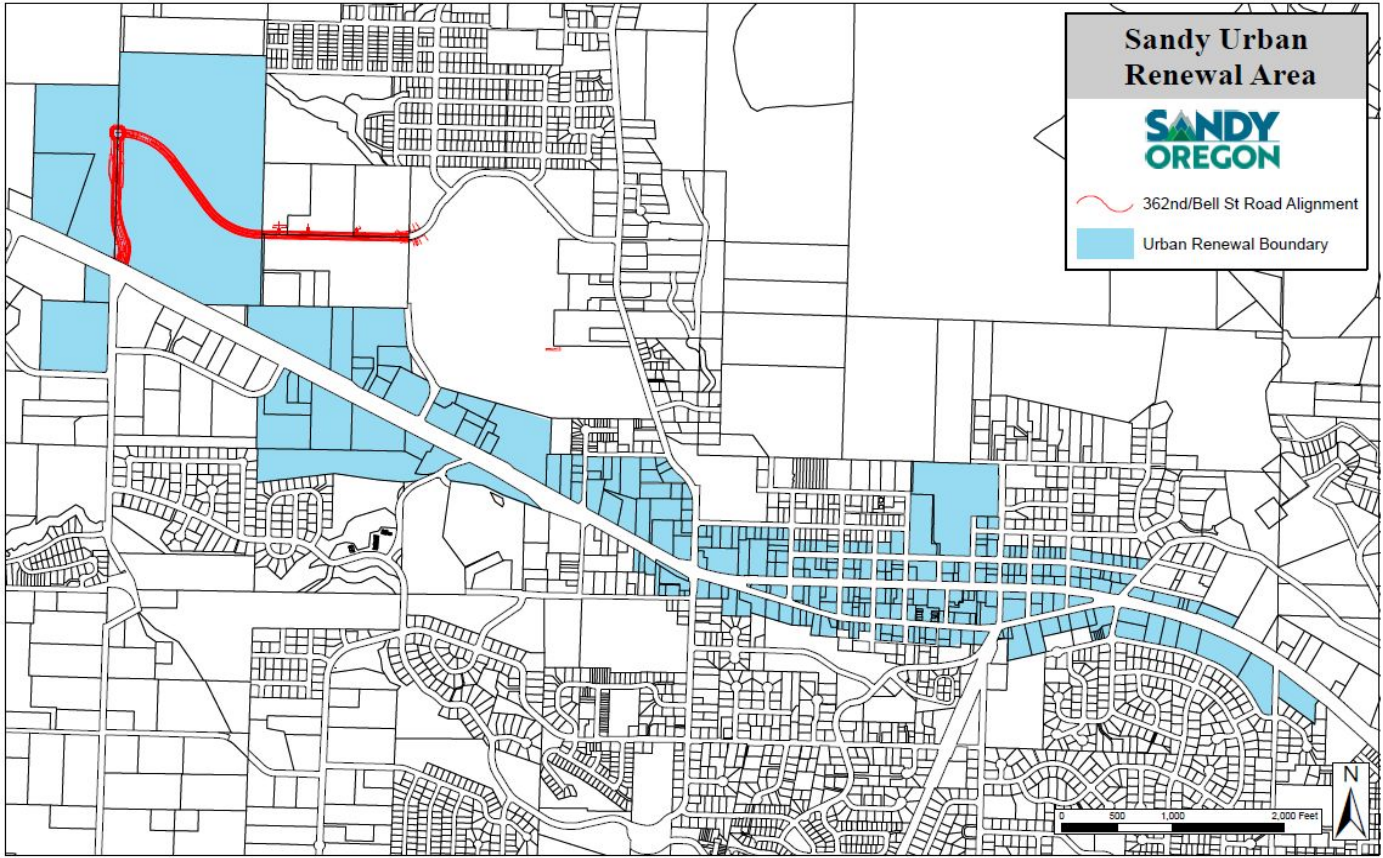 Sandy Urban
Renewal Area
SANDY
OREGON
362nd/Bell St Road Alignment
Urban Renewal Boundary
N
0 500 1,000 2,000 Feet